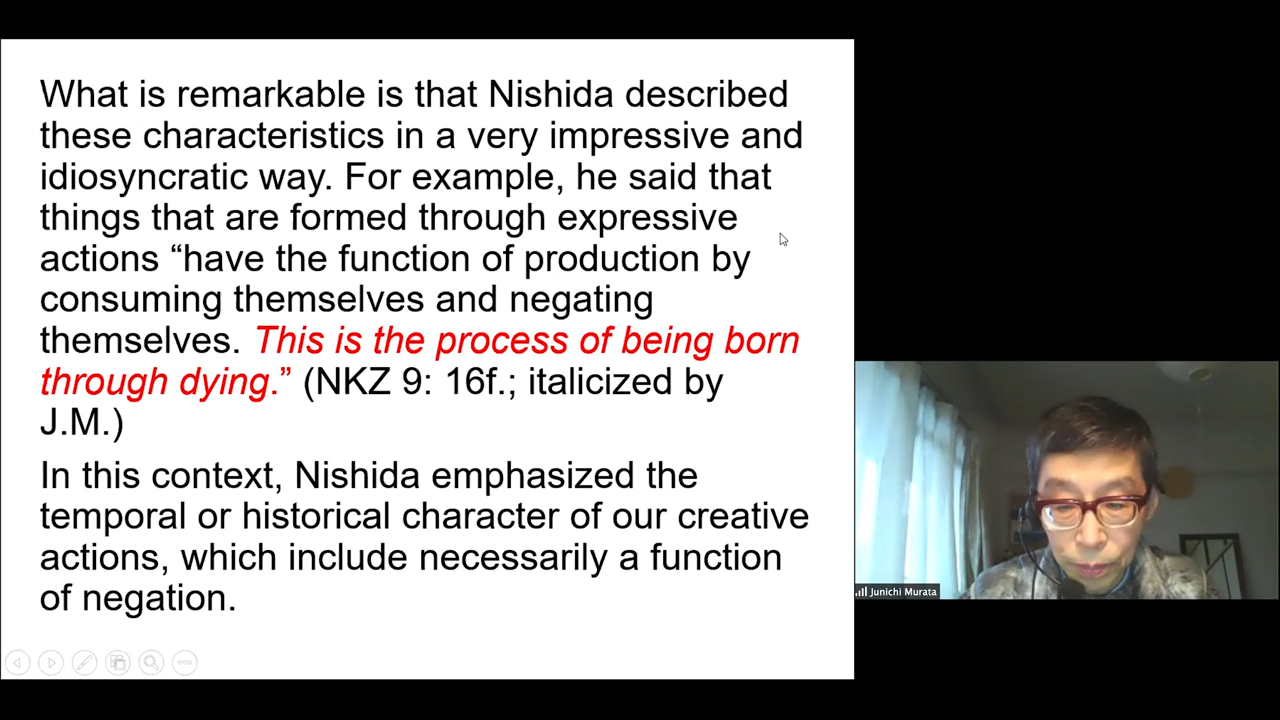 What is remarkable is that Nishida described
these characteristics in a very impressive and
idiosyncratic way. For example, he said that
things that are formed through expressive
actions “have the function of production by
consuming themselves and negating
themselves. This is the process of being born
through dying.” (NKZ 9: 16f.; italicized by
J.M.)
In this context, Nishida emphasized the
temporal or historical character of our creative
actions, which include necessarily a function
of negation.
Junichi Murata